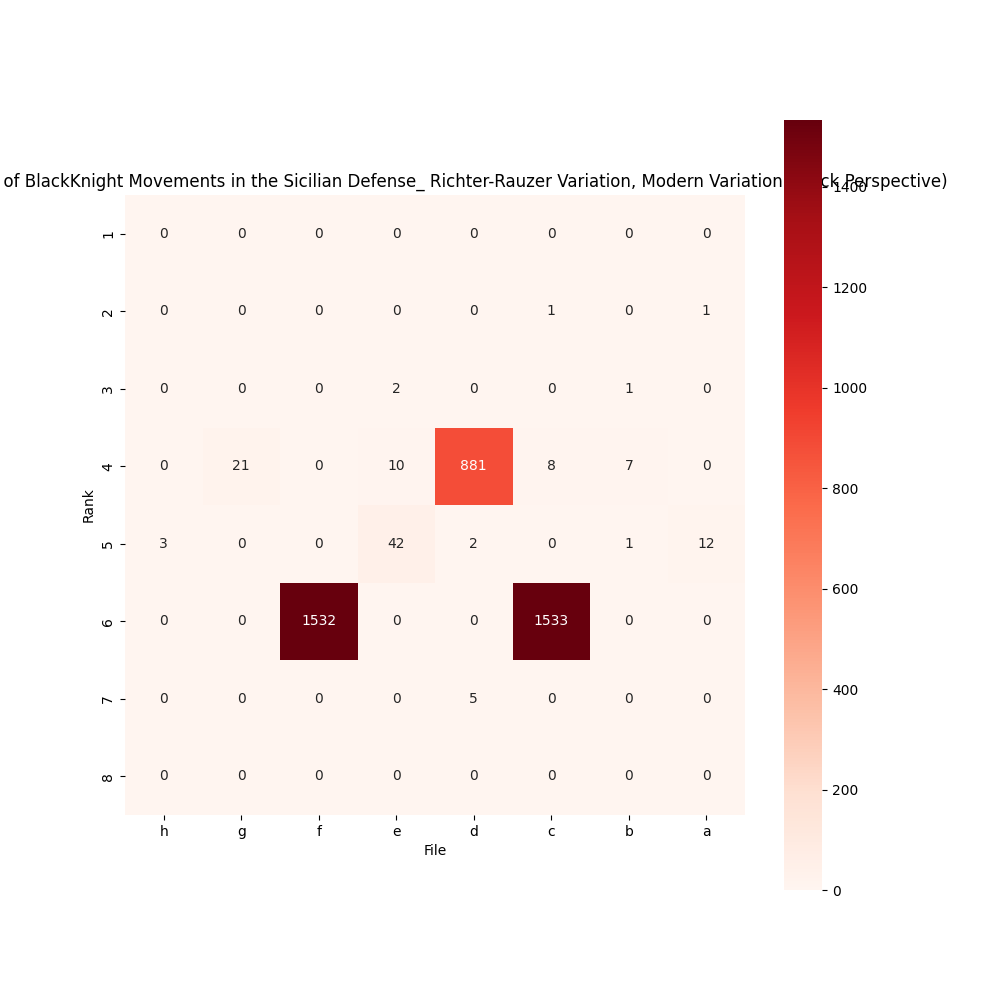 of BlackKnight Movements in the Sicilian Defense_ Richter-Rauzer Variation, Modern Variation Perspective)
1400
1 0 0 0 0 0 0 0 0
1200
2 0 0 0 0 0 1 0 1
1000
3 0 0 0 2 0 0 1 0
800
4 0 21 0 10 881 8 7 0
Rank
600
5 3 0 0 42 2 0 1 12
6 0 0 1532 0 0 1533 0 0
400
7 0 0 0 0 5 0 0 0
200
8 0 0 0 0 0 0 0 0
h g f e d c b a
File
0